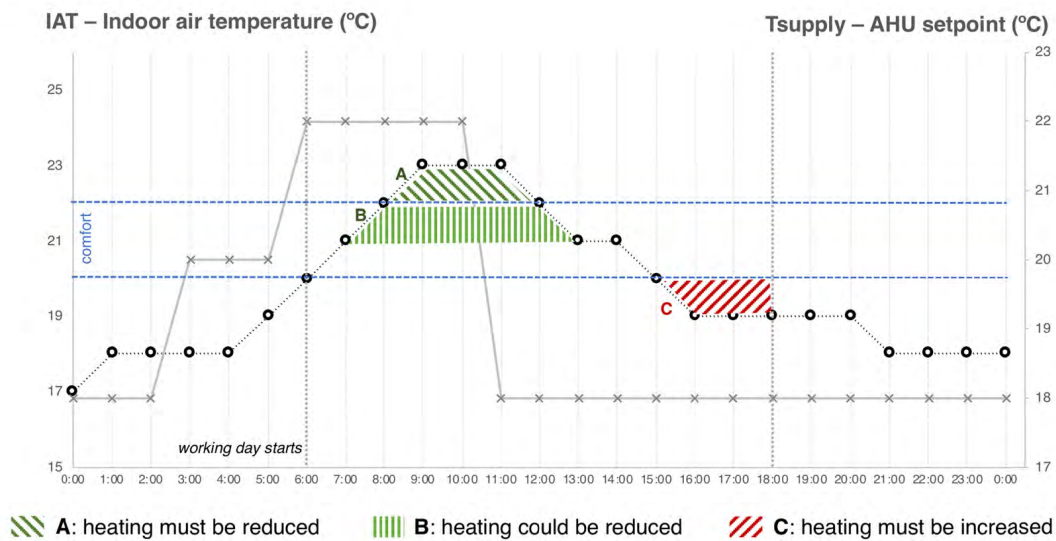 IAT – Indoor air temperature (ºC)
Tsupply – AHU setpoint (ºC)
25
23
21
19
17
15
23
22
21
20
19
18
17
comfort
A
B
C
working day starts
0:00 1:00 2:00 3:00 4:00 5:00 6:00 7:00 8:00 9:00 10:00 11:00 12:00 13:00 14:00 15:00 16:00 17:00 18:00 19:00 20:00 21:00 22:00 23:00 0:00
A: heating must be reduced
B: heating could be reduced
C: heating must be increased